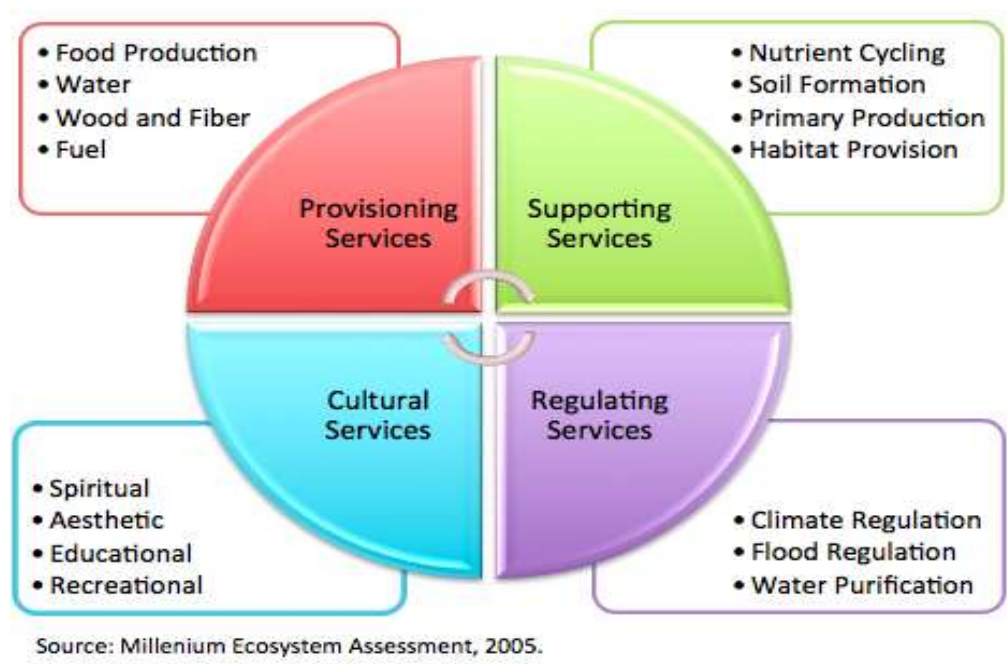 • Food Production
• Water
• Wood and Fiber
• Fuel
• Nutrient Cycling
• Soil Formation
• Primary Production
• Habitat Provision
Provisioning
Services
Supporting
Services
Cultural
Services
Regulating
Services
• Spiritual
• Aesthetic
• Educational
• Recreational
• Climate Regulation
• Flood Regulation
• Water Purification
Source: Millenium Ecosystem Assessment, 2005.